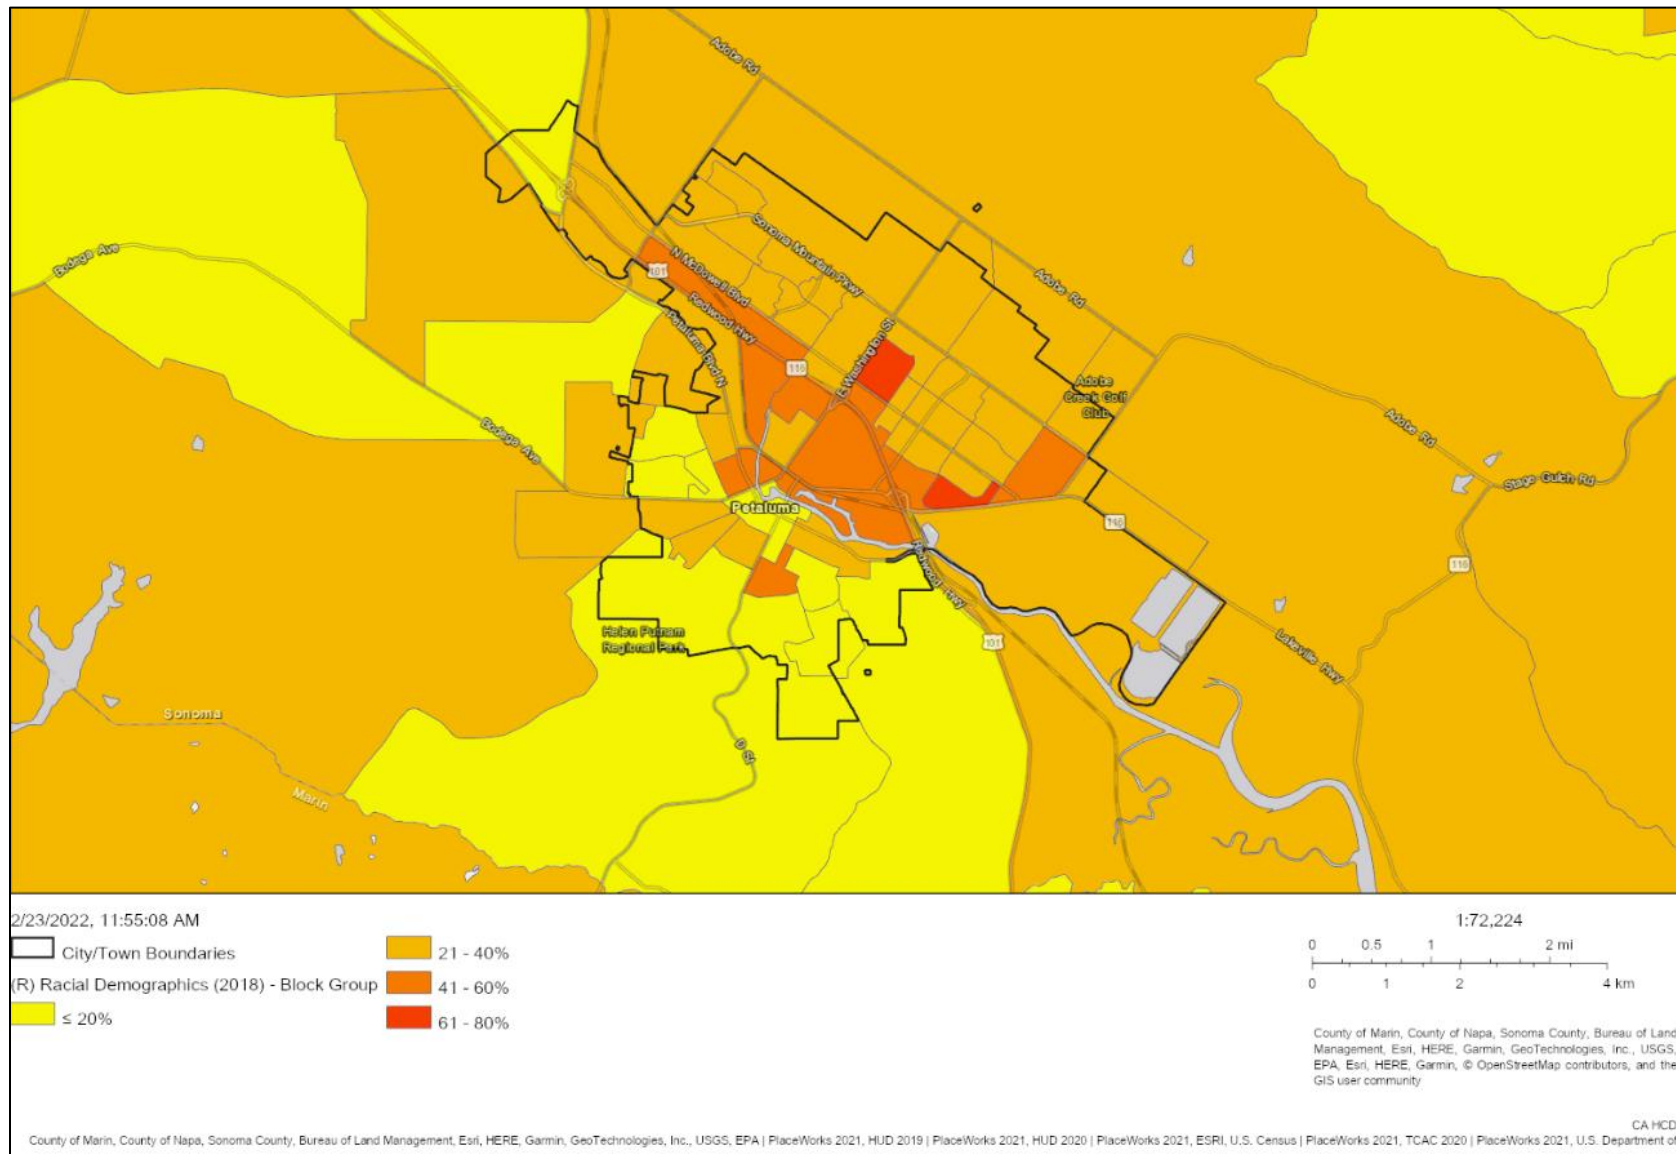 Adobe Rd
Sonoma Mountain Pkwy
Bodega Ave
N McDowell Blvd
101
Redwood Hwy
Adobe Rd
Petaluma Blvd N
E Washington St
116
Adobe
Creek Golf
Club
Bodega Ave
Adobe Rd
Stage Gulch Rd
Petaluma
116
Redwood Hwy
116
Helen Putnam
Regional Park
101
Lakeville Hwy
Sonoma
D St
Marin
2/23/2022, 11:55:08 AM
City/Town Boundaries
(R) Racial Demographics (2018) - Block Group
≤ 20%
21 - 40%
41 - 60%
61 - 80%
1:72,224
0 0.5 1 2 mi
0 1 2 4 km
County of Marin, County of Napa, Sonoma County, Bureau of Land
Management, Esri, HERE, Garmin, GeoTechnologies, Inc., USGS,
EPA, Esri, HERE, Garmin, © OpenStreetMap contributors, and the
GIS user community
CA HCD
County of Marin, County of Napa, Sonoma County, Bureau of Land Management, Esri, HERE, Garmin, GeoTechnologies, Inc., USGS, EPA | PlaceWorks 2021, HUD 2019 | PlaceWorks 2021, HUD 2020 | PlaceWorks 2021, ESRI, U.S. Census | PlaceWorks 2021, TCAC 2020 | PlaceWorks 2021, U.S. Department of